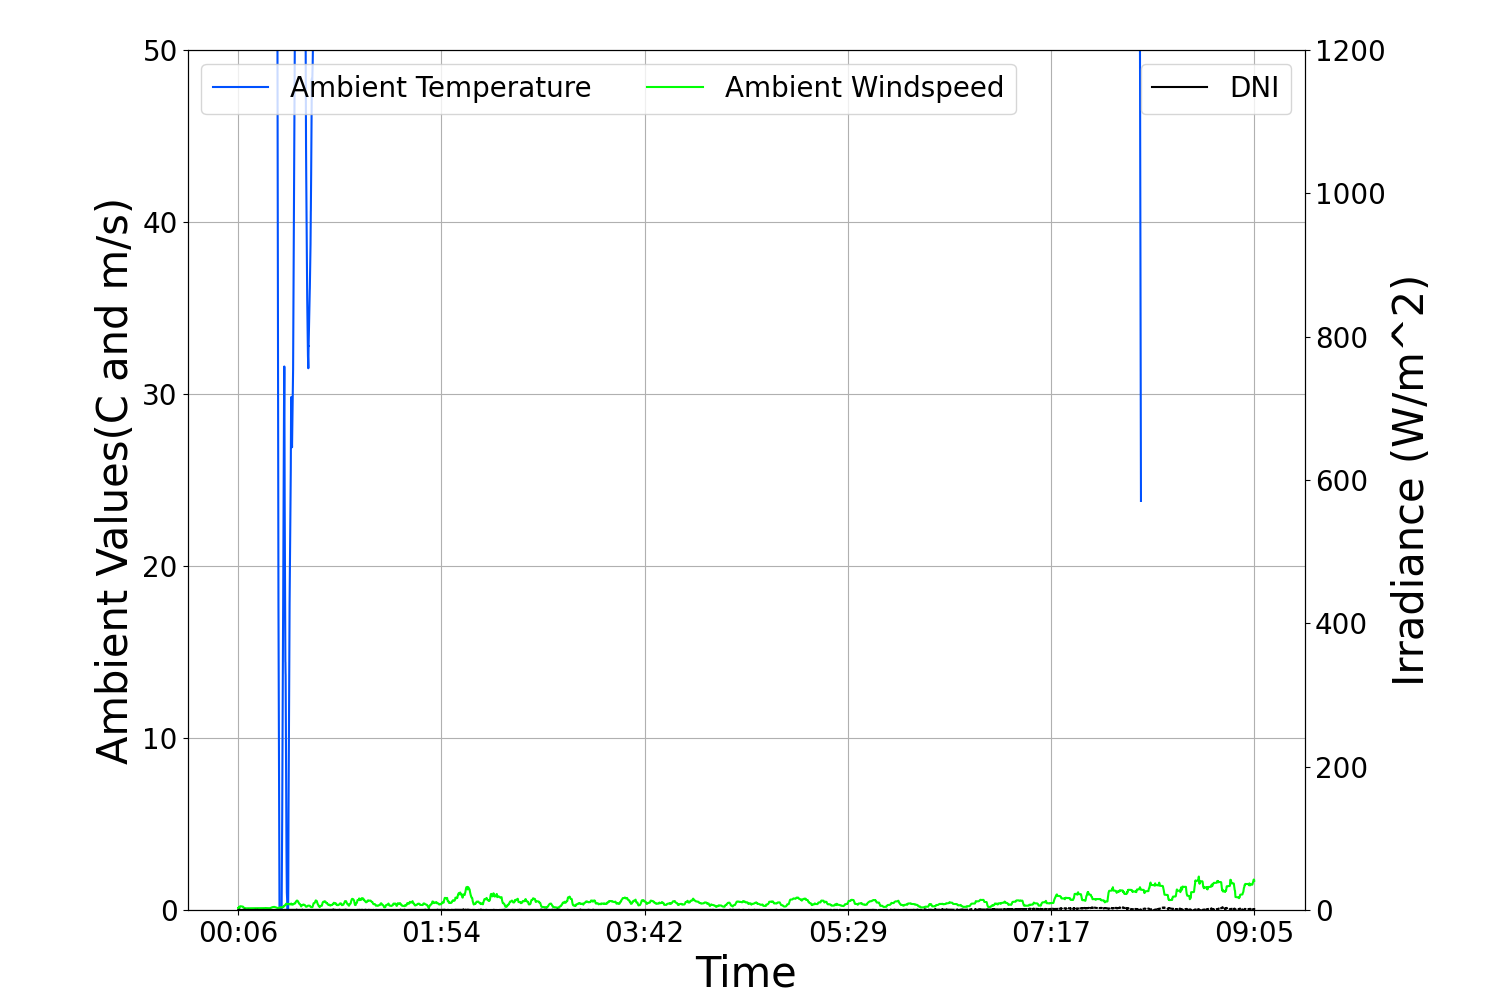 Ambient Temperature
Ambient Windspeed
DNI
Ambient Values(C and m/s)
50
40
30
20
10
0
1200
1000
800
600
400
200
0
Irradiance (W/m^2)
00:06 01:54 03:42 05:29 07:17 09:05
Time